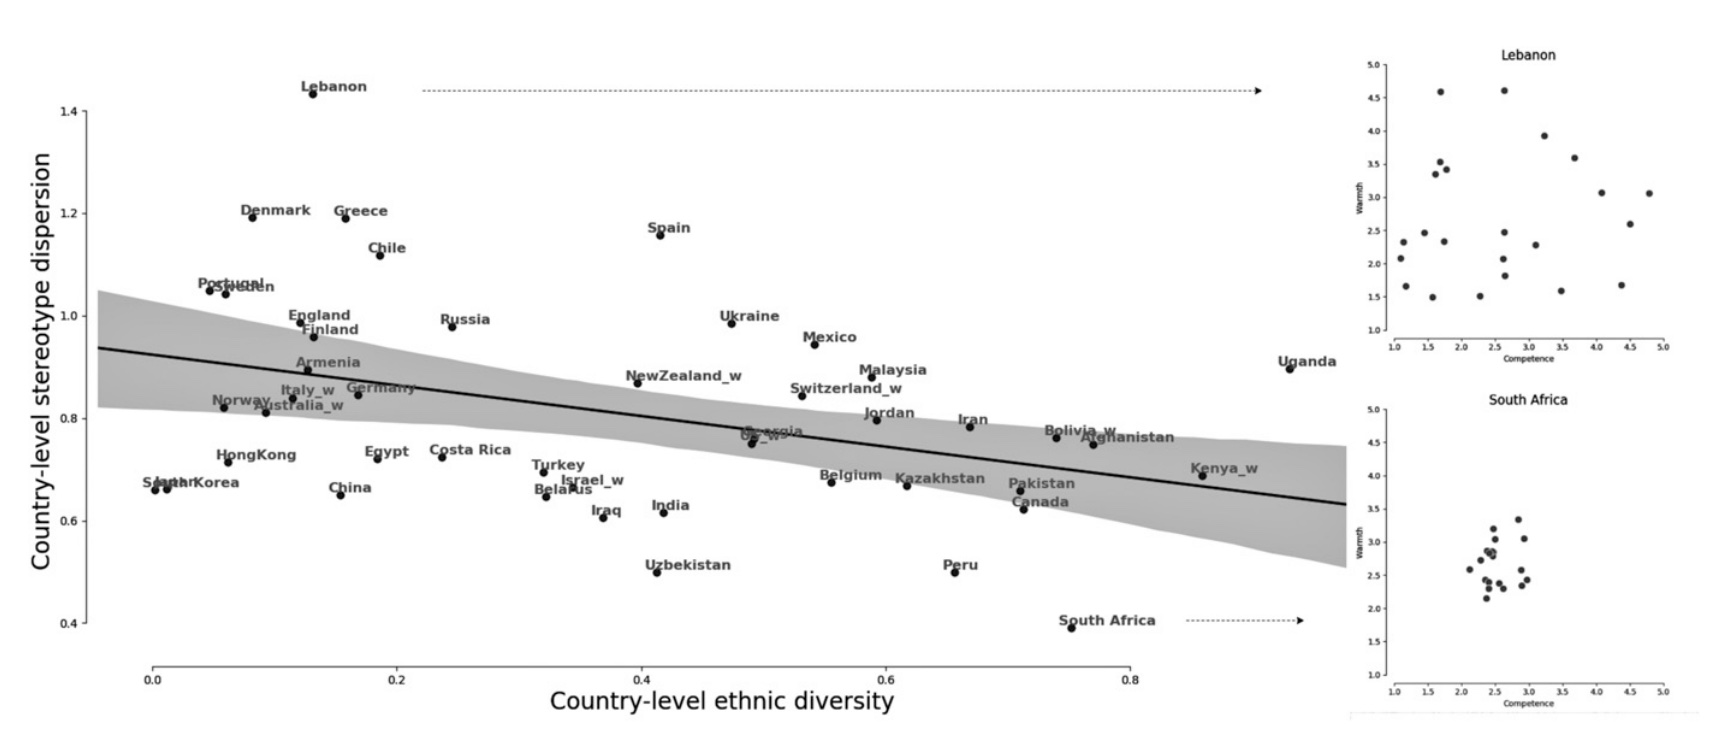 Country-level stereotype dispersion
1.4
1.2
1.0
0.8
0.6
0.4
Lebanon
Denmark
Greece
Chile
Spain
Portugal
Sweden
England
Finland
Russia
Ukraine
Mexico
Armenia
Italy_w
Germany
Norway
Australia_w
NewZealand_w
Malaysia
Switzerland_w
Uganda
Jordan
Iran
Georgia
Bolivia_w
Afghanistan
HongKong
Egypt
Costa Rica
South Korea
Japan
China
Turkey
Israel_w
Belarus
Iraq
India
Belgium
Kazakhstan
Pakistan
Canada
Kenya_w
Uzbekistan
Peru
South Africa
0.0 0.2 0.4 0.6 0.8
Country-level ethnic diversity
Lebanon
5.0
4.5
4.0
3.5
3.0
2.5
2.0
1.5
1.0
Warmth
1.0 1.5 2.0 2.5 3.0 3.5 4.0 4.5 5.0
Competence
South Africa
5.0
4.5
4.0
3.5
3.0
2.5
2.0
1.5
1.0
Warmth
1.0 1.5 2.0 2.5 3.0 3.5 4.0 4.5 5.0
Competence